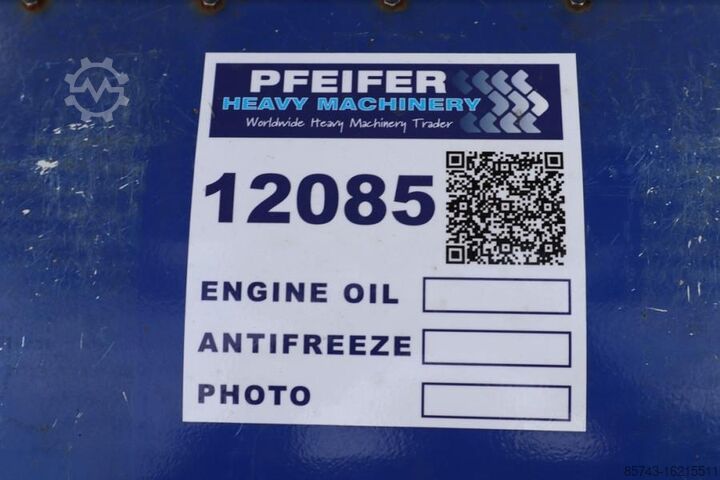 PFEIFER
HEAVY MACHINERY
Worldwide Heavy Machinery Trader
12085
ENGINE OIL
ANTIFREEZE
PHOTO
85743-16215511